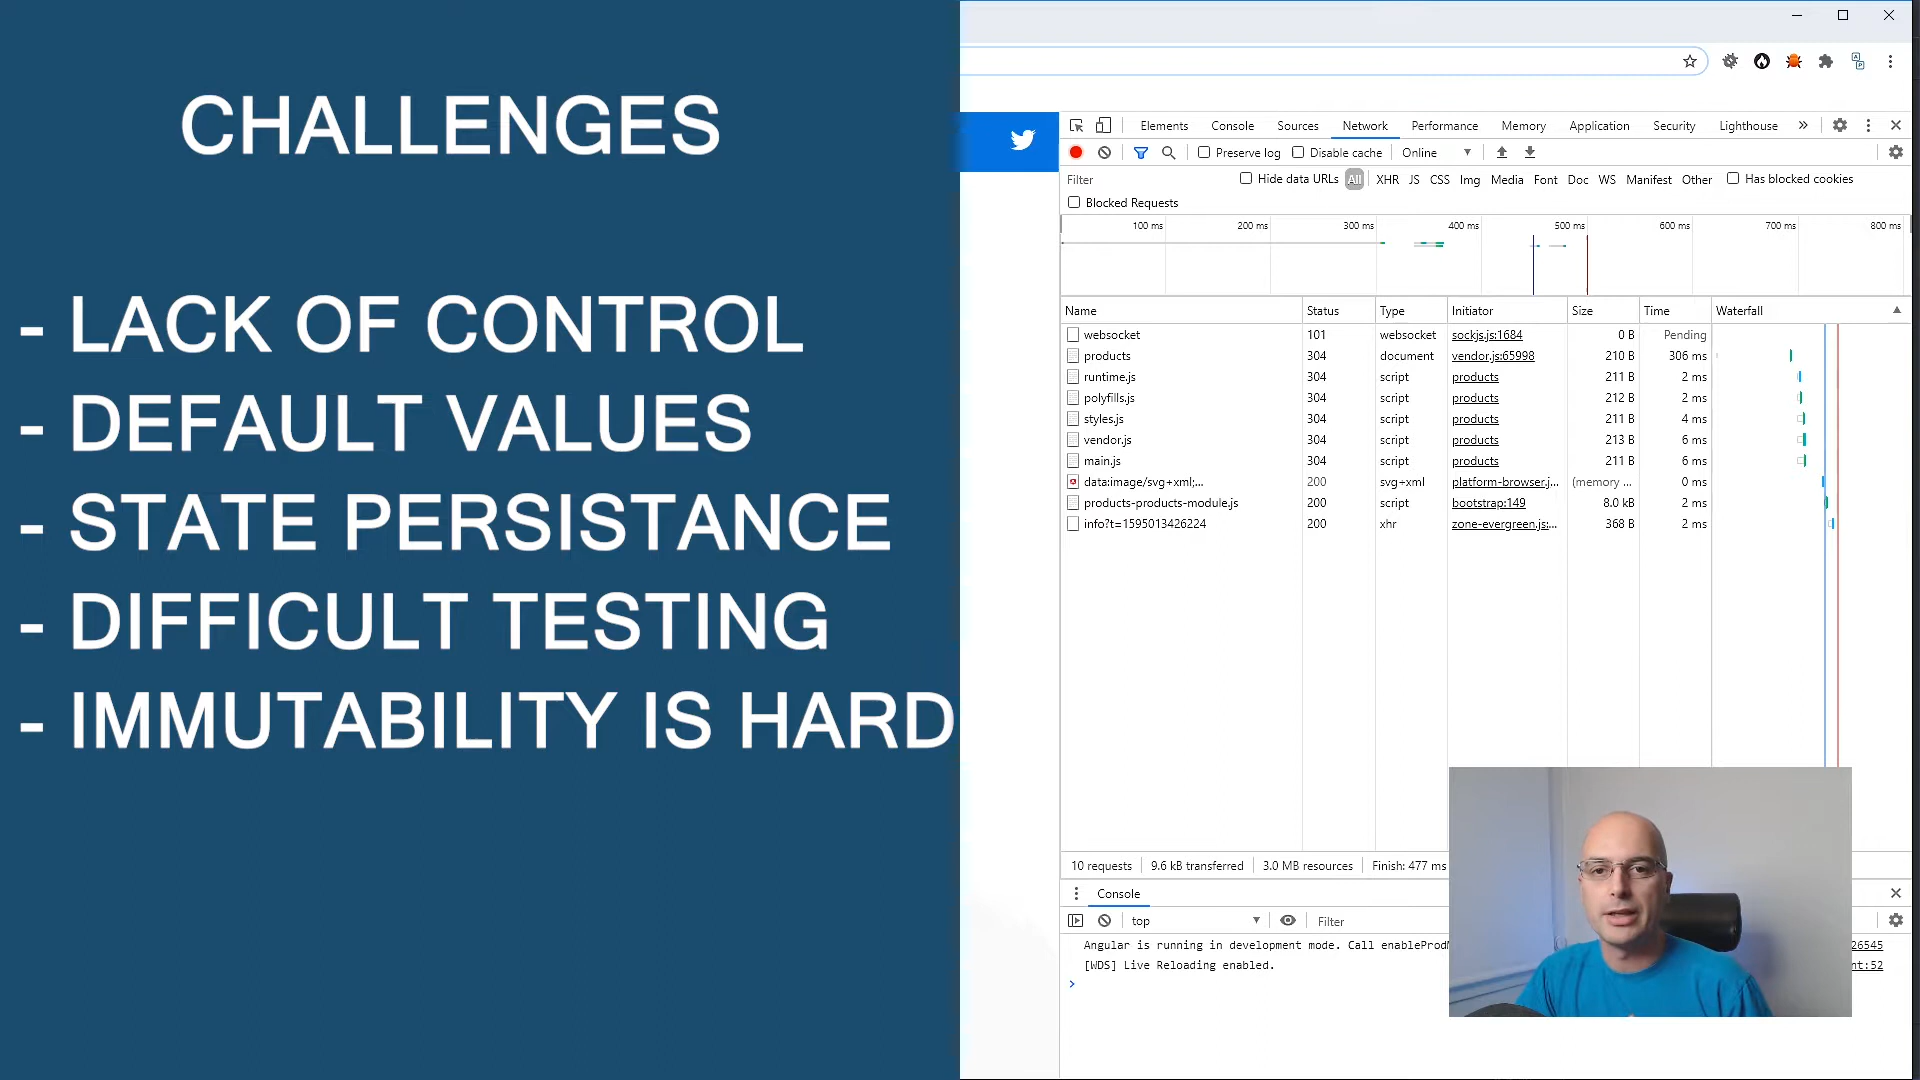 CHALLENGES
- LACK OF CONTROL
- DEFAULT VALUES
- STATE PERSISTANCE
- DIFFICULT TESTING
- IMMUTABILITY IS HARD
Elements Console Sources Network Performance Memory Application Security Lighthouse »
Preserve log Disable cache Online
Filter Hide data URLs All XHR JS CSS Img Media Font Doc WS Manifest Other Has blocked cookies
Blocked Requests
100 ms 200 ms 300 ms 400 ms 500 ms 600 ms 700 ms 800 ms
Name Status Type Initiator Size Time Waterfall
websocket 101 websocket sockjs.js:1684 0 B Pending
products 304 document vendor.js:65998 210 B 306 ms
runtime.js 304 script products 211 B 2 ms
polyfills.js 304 script products 212 B 2 ms
styles.js 304 script products 211 B 4 ms
vendor.js 304 script products 213 B 6 ms
main.js 304 script products 211 B 6 ms
data:image/svg+xml;... 200 svg+xml platform-browser.j... (memory ... 0 ms
products-products-module.js 200 script bootstrap:149 8.0 kB 2 ms
info?t=1595013426224 200 xhr zone-evergreen.js:... 368 B 2 ms
10 requests 9.6 kB transferred 3.0 MB resources Finish: 477 ms
Console
top Filter
Angular is running in development mode. Call enableProd 26545
[WDS] Live Reloading enabled. nt:52